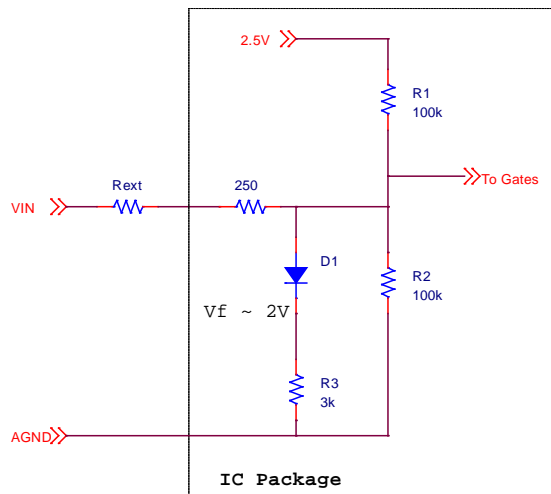 2.5V
R1
100k
To Gates
Rext
250
VIN
D1
R2
100k
Vf ~ 2V
R3
3k
AGND
IC Package